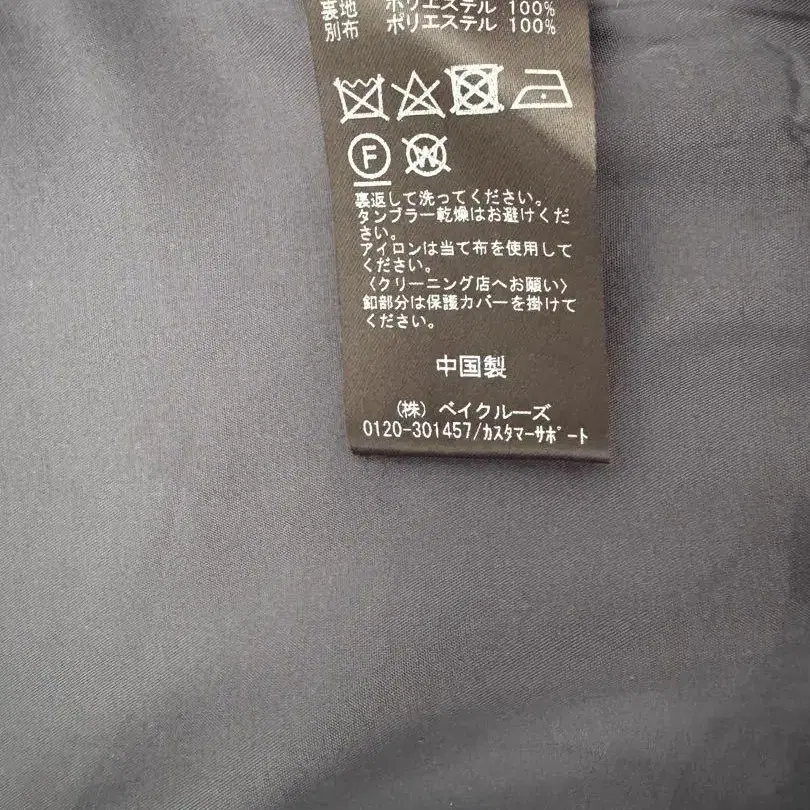 裏地 ポリエステル 100%
別布 ポリエステル 100%
F W
裏返して洗ってください。
タンブラー乾燥はお避けくだ
さい。
アイロンは当て布を使用して
ください。
〈クリーニング店へお願い〉
釦部分は保護カバーを掛けて
ください。
中国製
(株) ベイクルーズ
0120-301457/カスタマーサポート